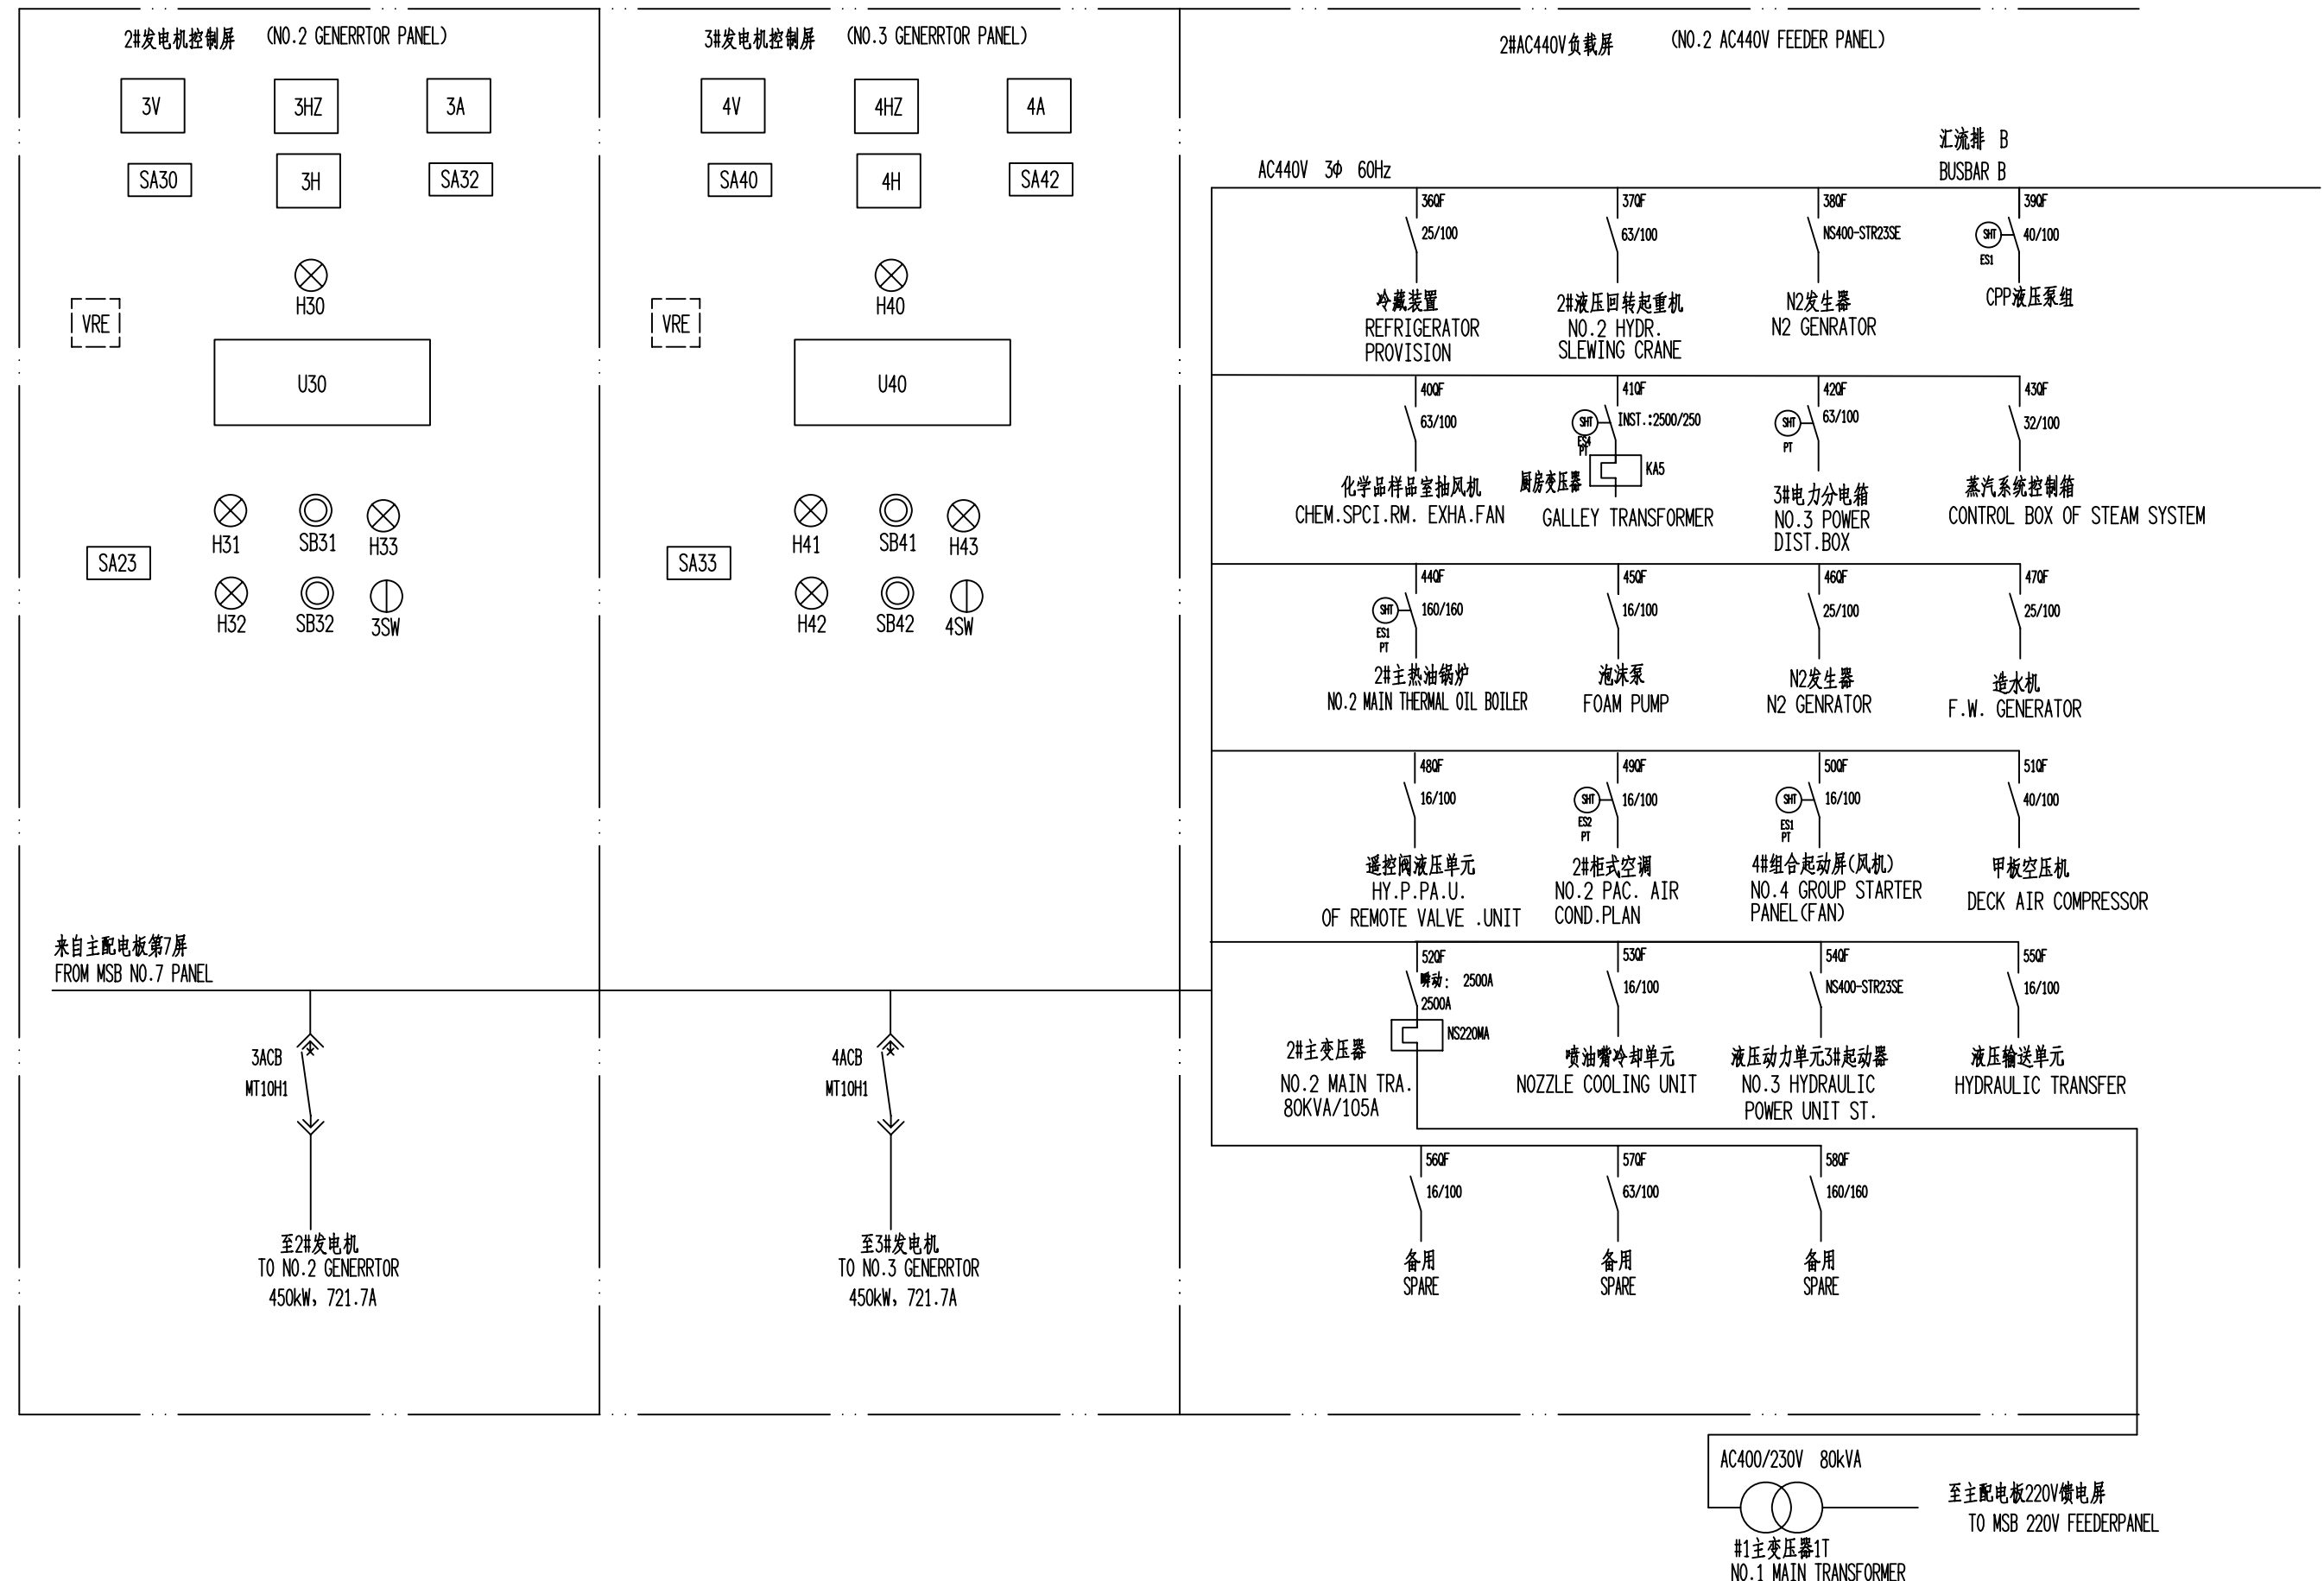 2#发电机控制屏 (NO.2 GENERRTOR PANEL)
3V
3HZ
3A
SA30
3H
SA32
H30
VRE
U30
H31
SB31
H33
SA23
H32
SB32
3SW
来自主配电板第7屏
FROM MSB NO.7 PANEL
3ACB
MT10H1
至2#发电机
TO NO.2 GENERRTOR
450kW, 721.7A
3#发电机控制屏 (NO.3 GENERRTOR PANEL)
4V
4HZ
4A
SA40
4H
SA42
H40
VRE
U40
H41
SB41
H43
SA33
H42
SB42
4SW
4ACB
MT10H1
至3#发电机
TO NO.3 GENERRTOR
450kW, 721.7A
2#AC440V负载屏 (NO.2 AC440V FEEDER PANEL)
汇流排 B
BUSBAR B
AC440V 3Φ 60Hz
36QF
25/100
冷藏装置
REFRIGERATOR
PROVISION
37QF
63/100
2#液压回转起重机
NO.2 HYDR.
SLEWING CRANE
38QF
NS400-STR23SE
N2发生器
N2 GENRATOR
39QF
SHT
40/100
ES1
CPP液压泵组
40QF
63/100
化学品样品室抽风机
CHEM.SPCI.RM. EXHA.FAN
41QF
SHT
INST.:2500/250
ES4
PT
KA5
厨房变压器
GALLEY TRANSFORMER
42QF
SHT
63/100
PT
3#电力分电箱
NO.3 POWER
DIST.BOX
43QF
32/100
蒸汽系统控制箱
CONTROL BOX OF STEAM SYSTEM
44QF
SHT
160/160
ES1
PT
2#主热油锅炉
NO.2 MAIN THERMAL OIL BOILER
45QF
16/100
泡沫泵
FOAM PUMP
46QF
25/100
N2发生器
N2 GENRATOR
47QF
25/100
造水机
F.W. GENERATOR
48QF
16/100
遥控阀液压单元
HY.P.PA.U.
OF REMOTE VALVE .UNIT
49QF
SHT
16/100
ES2
PT
2#柜式空调
NO.2 PAC. AIR
COND.PLAN
50QF
SHT
16/100
ES1
PT
4#组合起动屏(风机)
NO.4 GROUP STARTER
PANEL(FAN)
51QF
40/100
甲板空压机
DECK AIR COMPRESSOR
52QF
瞬动: 2500A
2500A
NS220MA
2#主变压器
NO.2 MAIN TRA.
80KVA/105A
53QF
16/100
喷油嘴冷却单元
NOZZLE COOLING UNIT
54QF
NS400-STR23SE
液压动力单元3#起动器
NO.3 HYDRAULIC
POWER UNIT ST.
55QF
16/100
液压输送单元
HYDRAULIC TRANSFER
56QF
16/100
备用
SPARE
57QF
63/100
备用
SPARE
58QF
160/160
备用
SPARE
AC400/230V 80kVA
至主配电板220V馈电屏
TO MSB 220V FEEDERPANEL
#1主变压器1T
NO.1 MAIN TRANSFORMER